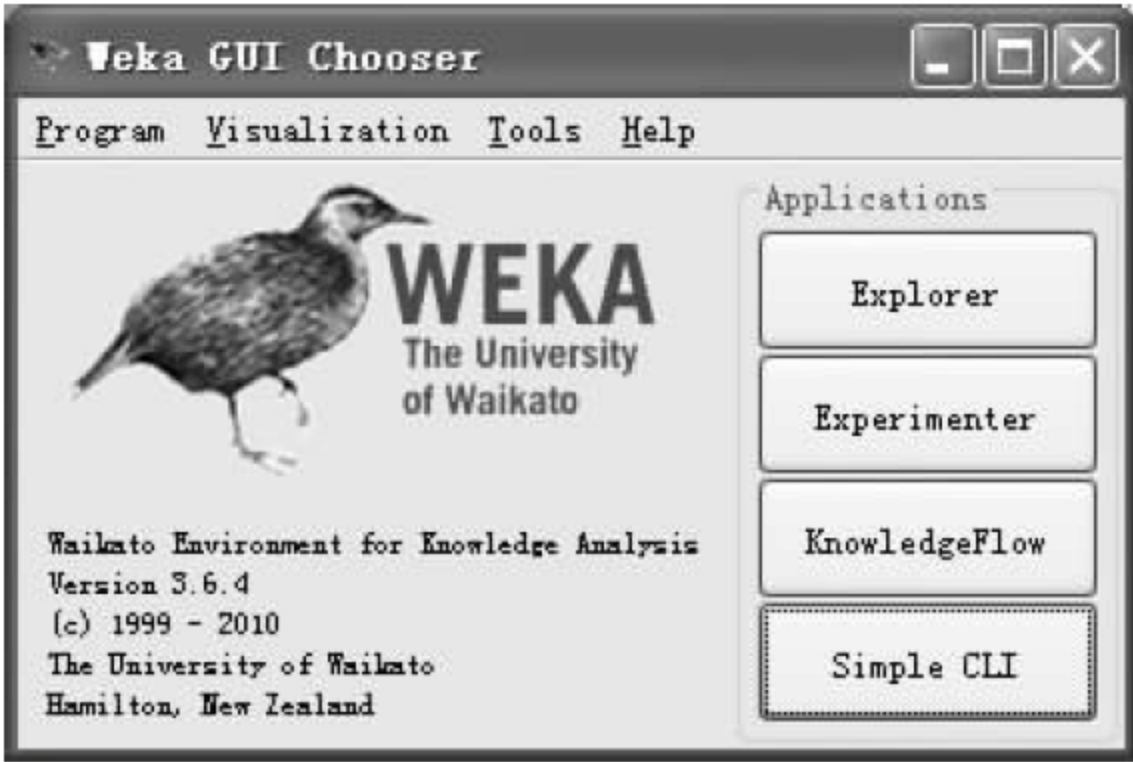 Weka GUI Chooser
Program Visualization Tools Help
WEKA
The University
of Waikato
Waikato Environment for Knowledge Analysis
Version 3.6.4
(c) 1999 - 2010
The University of Waikato
Hamilton, New Zealand
Applications
Explorer
Experimenter
KnowledgeFlow
Simple CLI